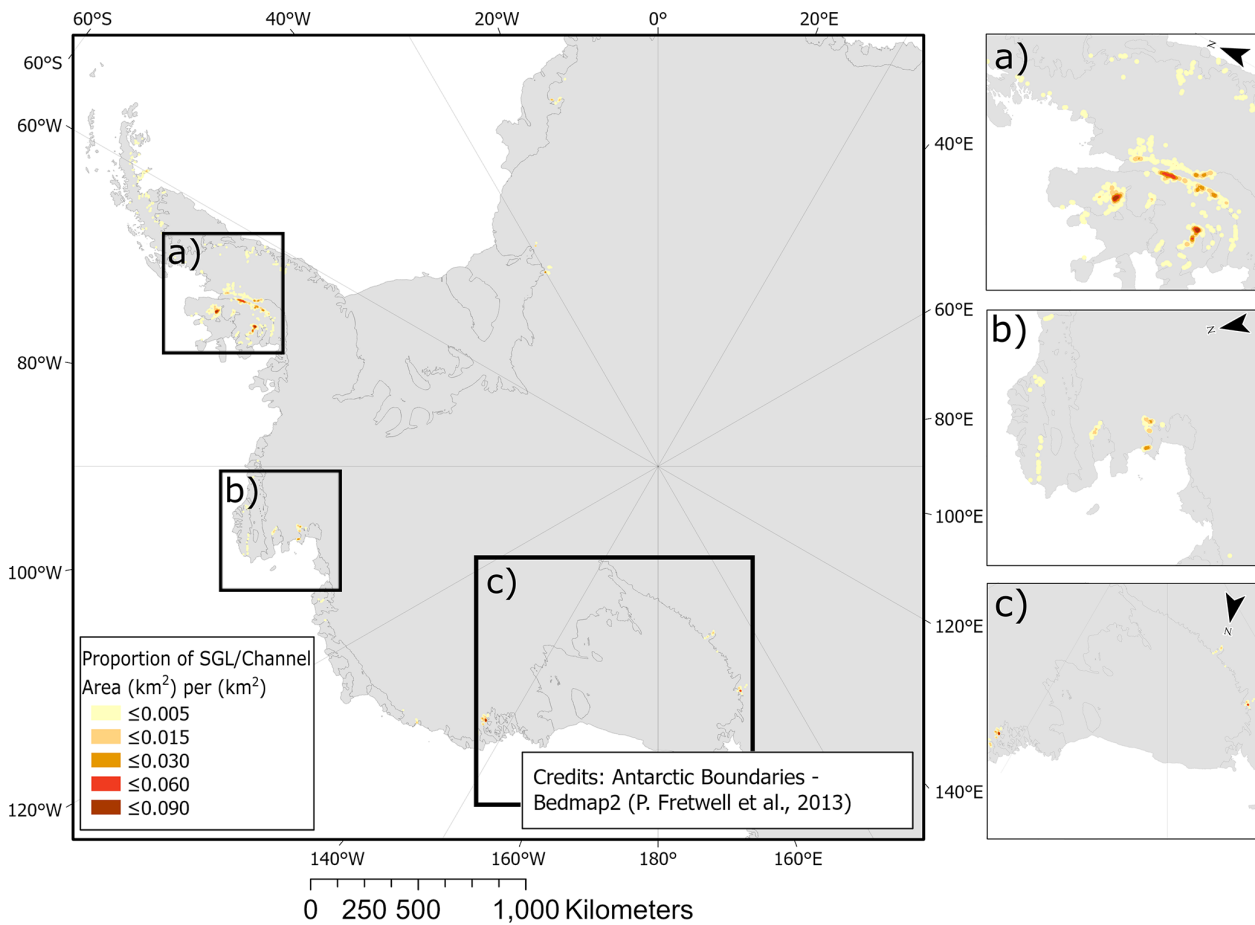 60°S
40°W
20°W
0°
20°E
60°S
60°W
80°W
100°W
120°W
40°E
60°E
80°E
100°E
120°E
140°E
140°W
160°W
180°
160°E
a)
b)
c)
Proportion of SGL/Channel
Area (km²) per (km²)
≤0.005
≤0.015
≤0.030
≤0.060
≤0.090
Credits: Antarctic Boundaries -
Bedmap2 (P. Fretwell et al., 2013)
0 250 500 1,000 Kilometers
a)
N
b)
N
c)
N